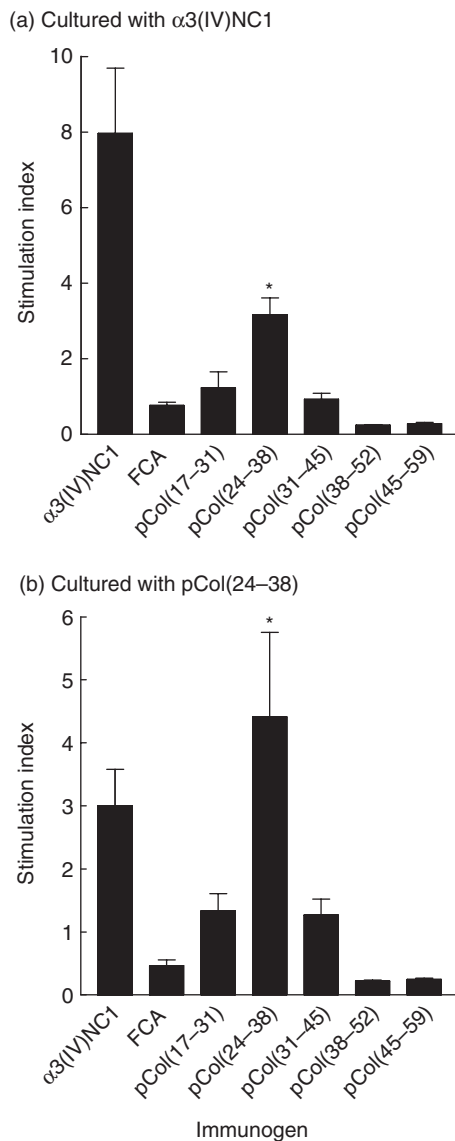 (a) Cultured with α3(IV)NC1
10
8
6
4
2
0
Stimulation index
*
α3(IV)NC1
FCA
pCol(17–31)
pCol(24–38)
pCol(31–45)
pCol(38–52)
pCol(45–59)
(b) Cultured with pCol(24–38)
6
5
4
3
2
1
0
Stimulation index
*
α3(IV)NC1
FCA
pCol(17–31)
pCol(24–38)
pCol(31–45)
pCol(38–52)
pCol(45–59)
Immunogen